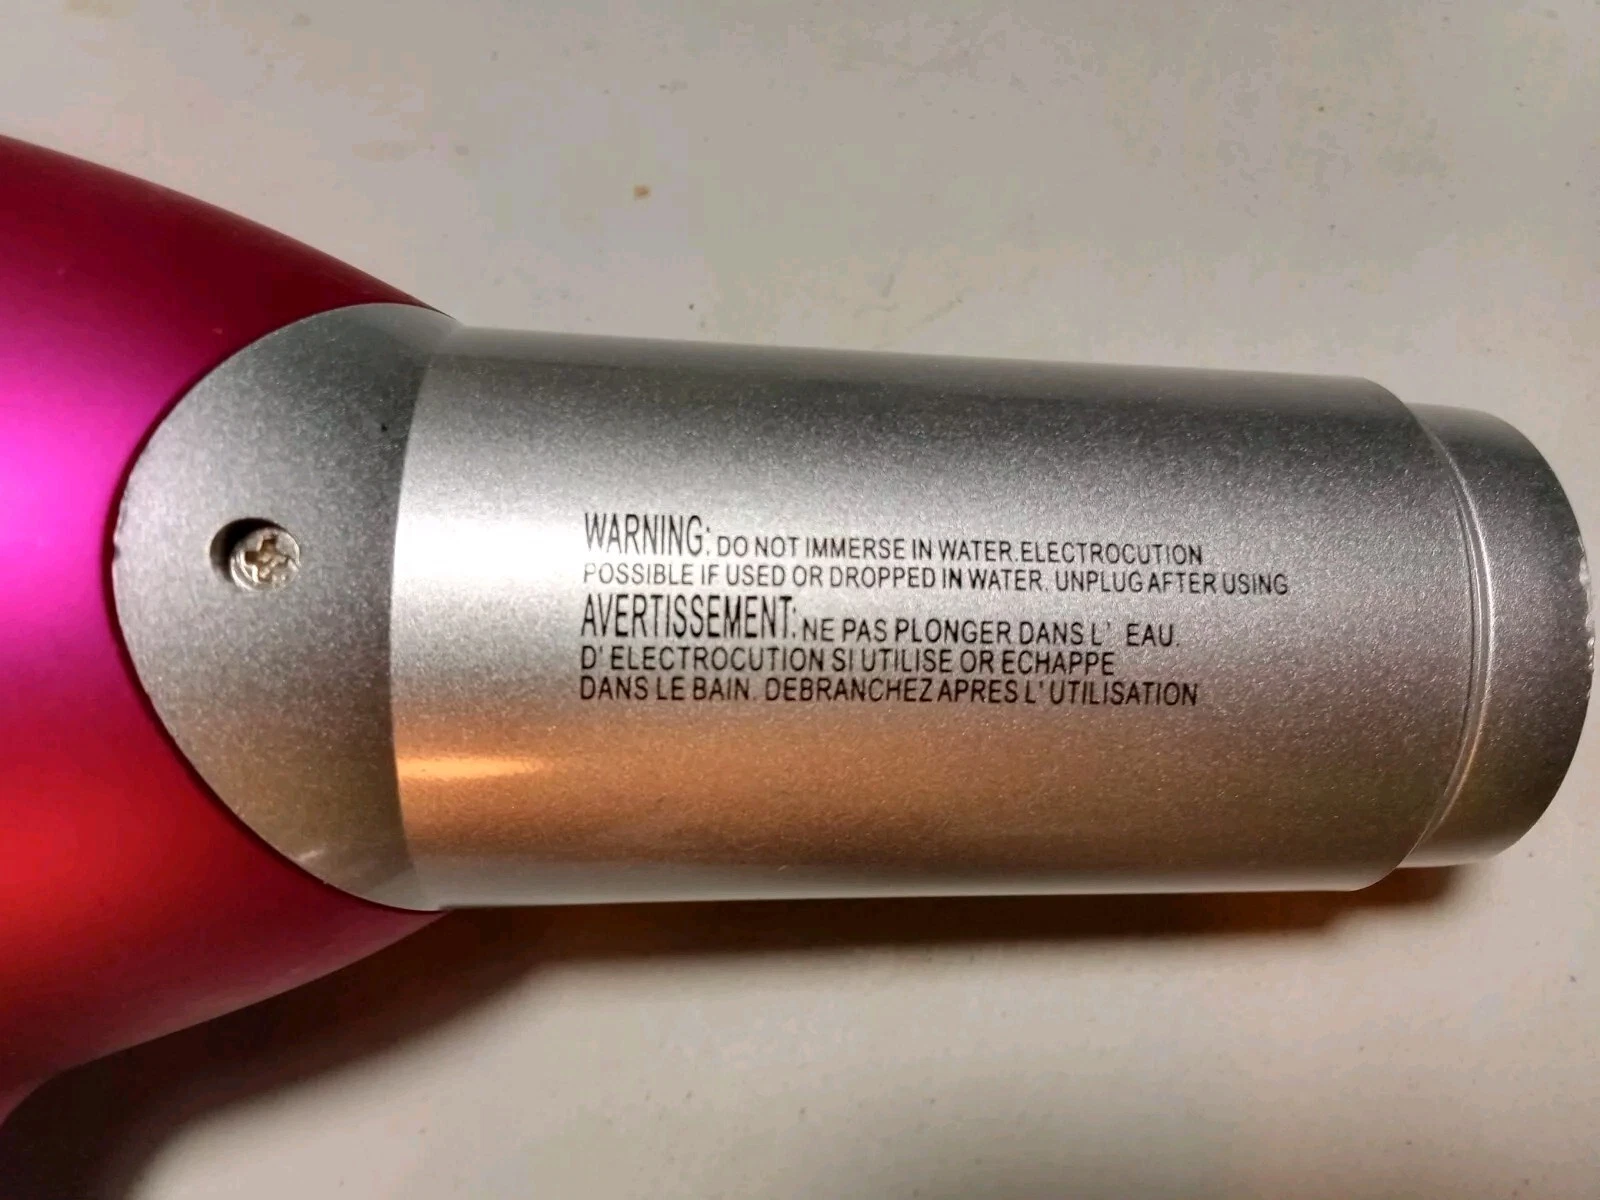 WARNING: DO NOT IMMERSE IN WATER.ELECTROCUTION
POSSIBLE IF USED OR DROPPED IN WATER. UNPLUG AFTER USING
AVERTISSEMENT: NE PAS PLONGER DANS L' EAU.
D' ELECTROCUTION SI UTILISE OR ECHAPPE
DANS LE BAIN. DEBRANCHEZ APRES L' UTILISATION